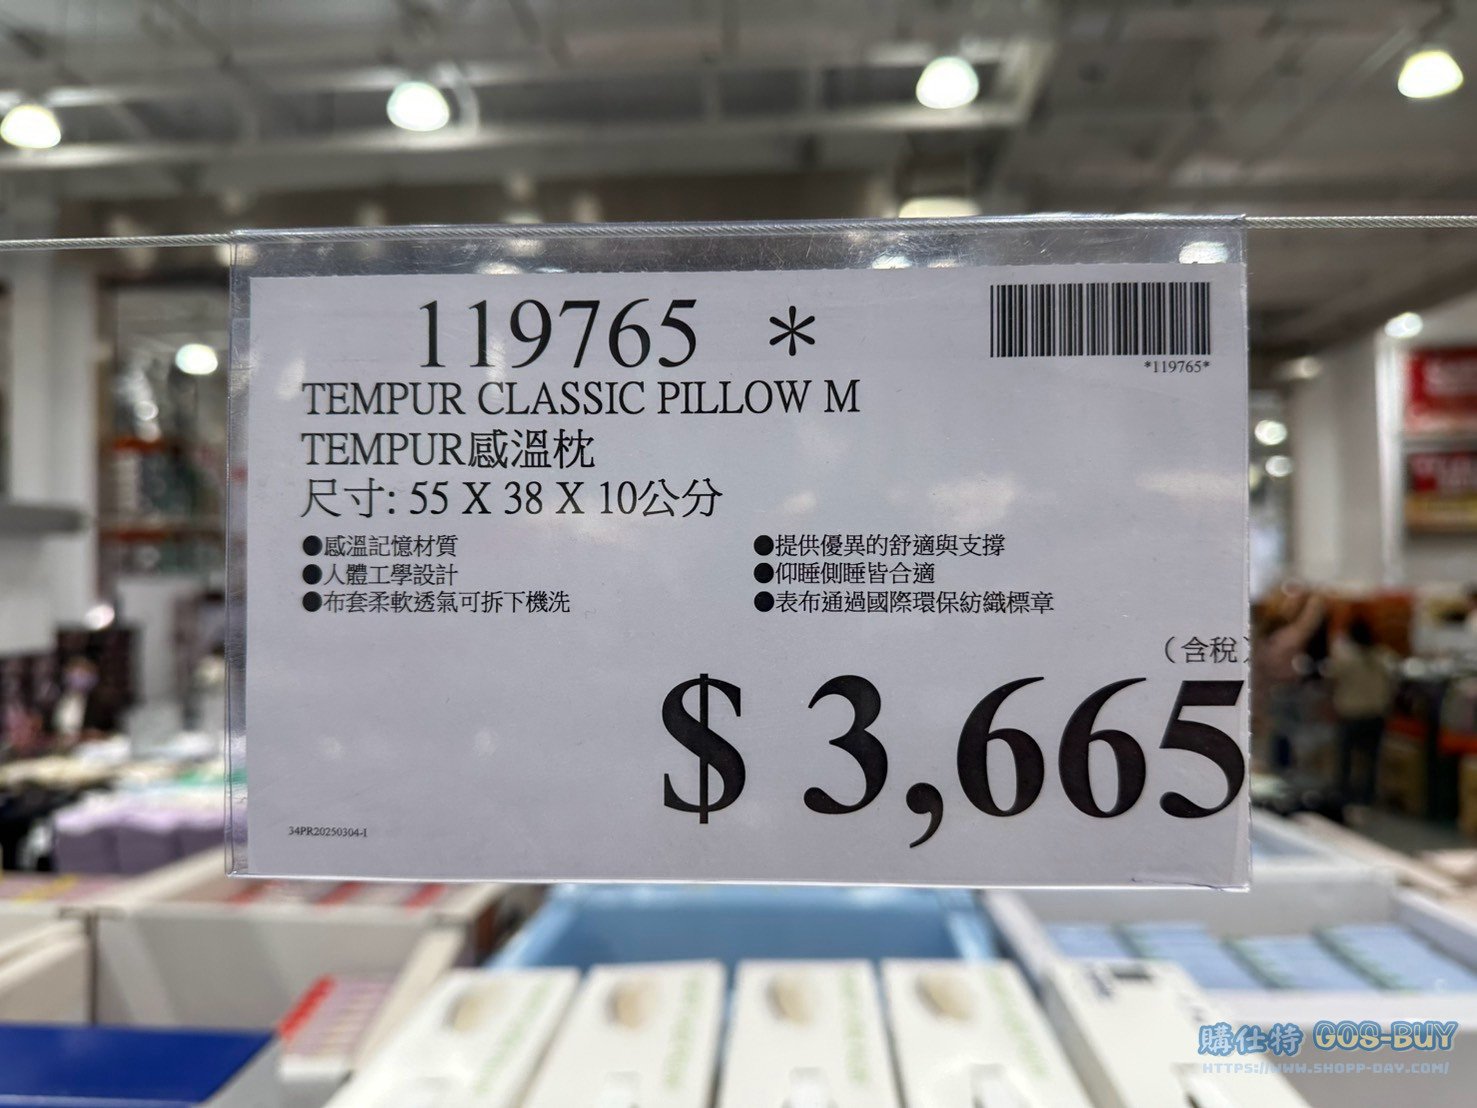 119765 *
*119765*
TEMPUR CLASSIC PILLOW M
TEMPUR感溫枕
尺寸: 55 X 38 X 10公分
●感溫記憶材質
●人體工學設計
●布套柔軟透氣可拆下機洗
●提供優異的舒適與支撐
●仰睡側睡皆合適
●表布通過國際環保紡織標章
（含稅）
$ 3,665
34PR20250304-1
購仕特 GOS-BUY
HTTPS://WWW.SHOPP-DAY.COM/